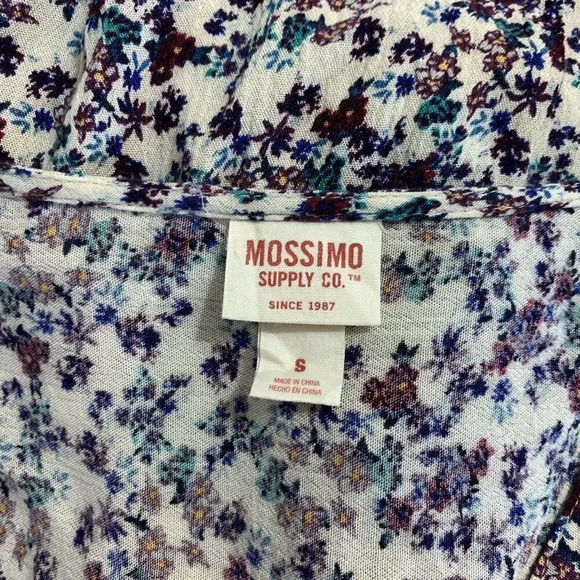 MOSSIMO
SUPPLY CO.™
SINCE 1987
S
MADE IN CHINA
HECHO EN CHINA